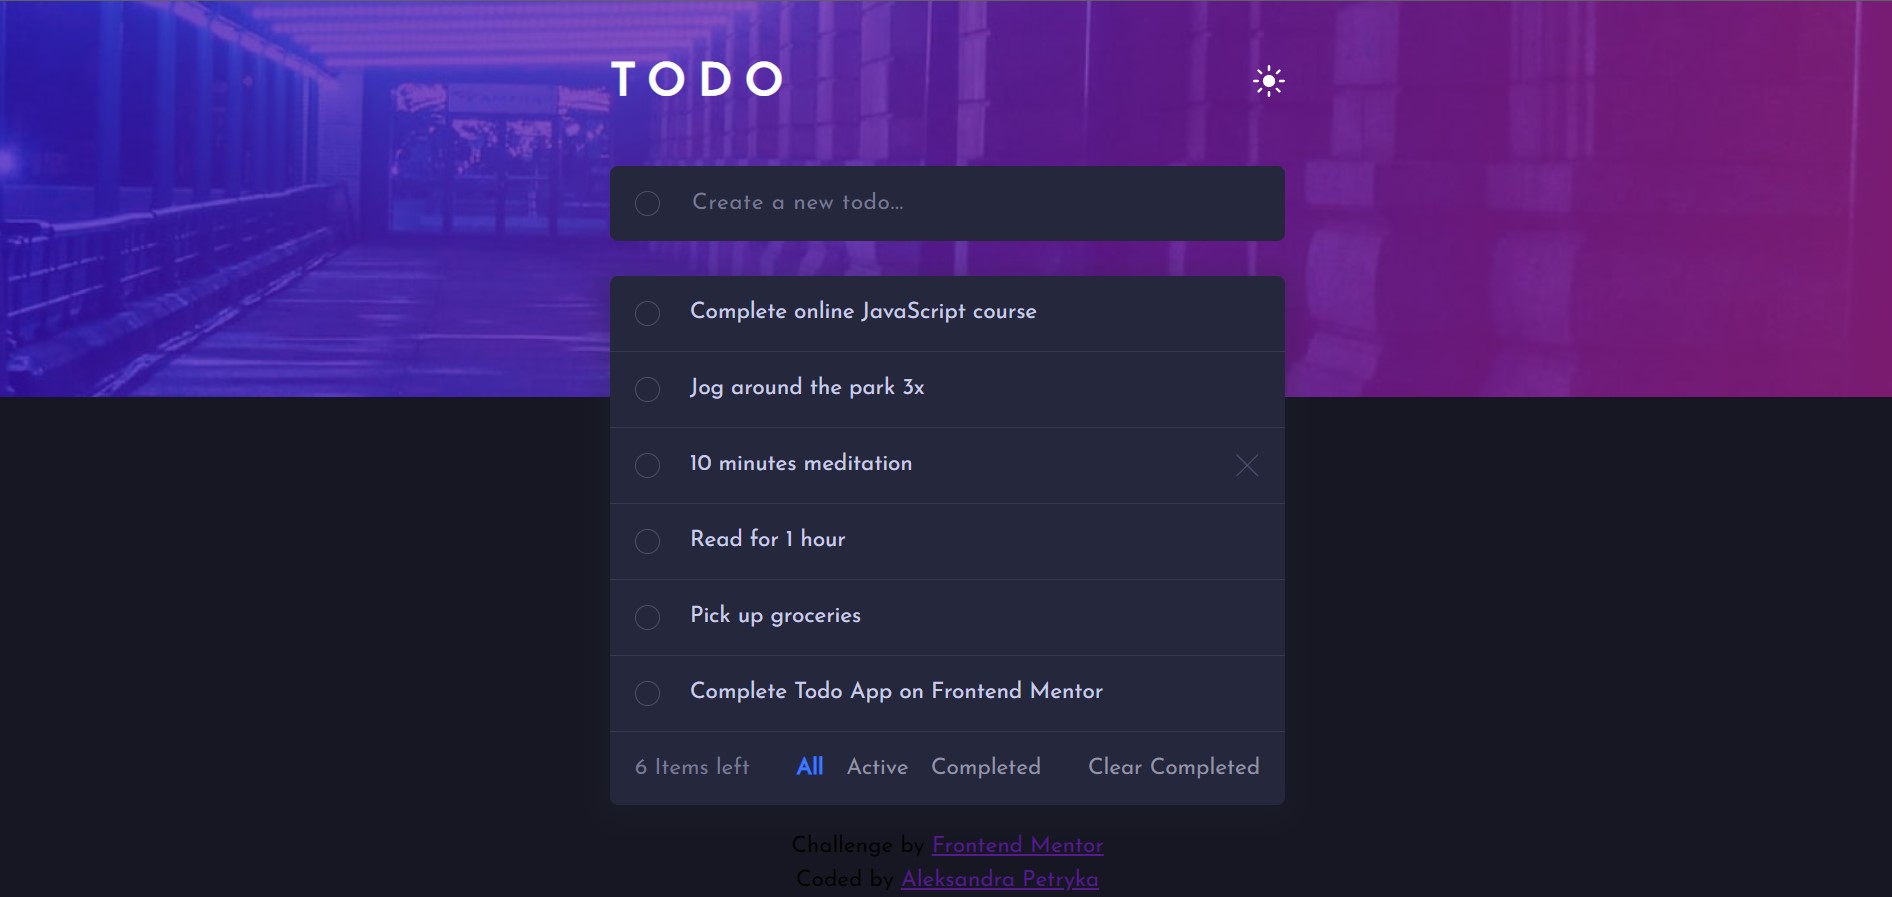 TODO
Create a new todo...
Complete online JavaScript course
Jog around the park 3x
10 minutes meditation
Read for 1 hour
Pick up groceries
Complete Todo App on Frontend Mentor
6 Items left All Active Completed Clear Completed
Challenge by Frontend Mentor
Coded by Aleksandra Petryka